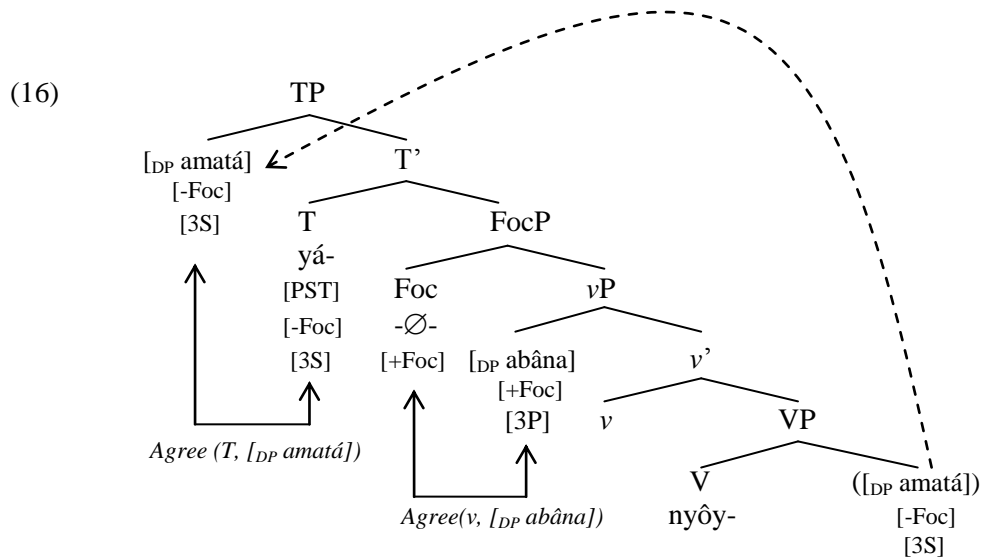 (16)
TP
[DP amatá]
[-Foc]
[3S]
T’
T
yá-
[PST]
[-Foc]
[3S]
FocP
Foc
-∅-
[+Foc]
vP
[DP abâna]
[+Foc]
[3P]
v’
v
VP
V
nyôy-
([DP amatá])
[-Foc]
[3S]
Agree (T, [DP amatá])
Agree(v, [DP abâna])